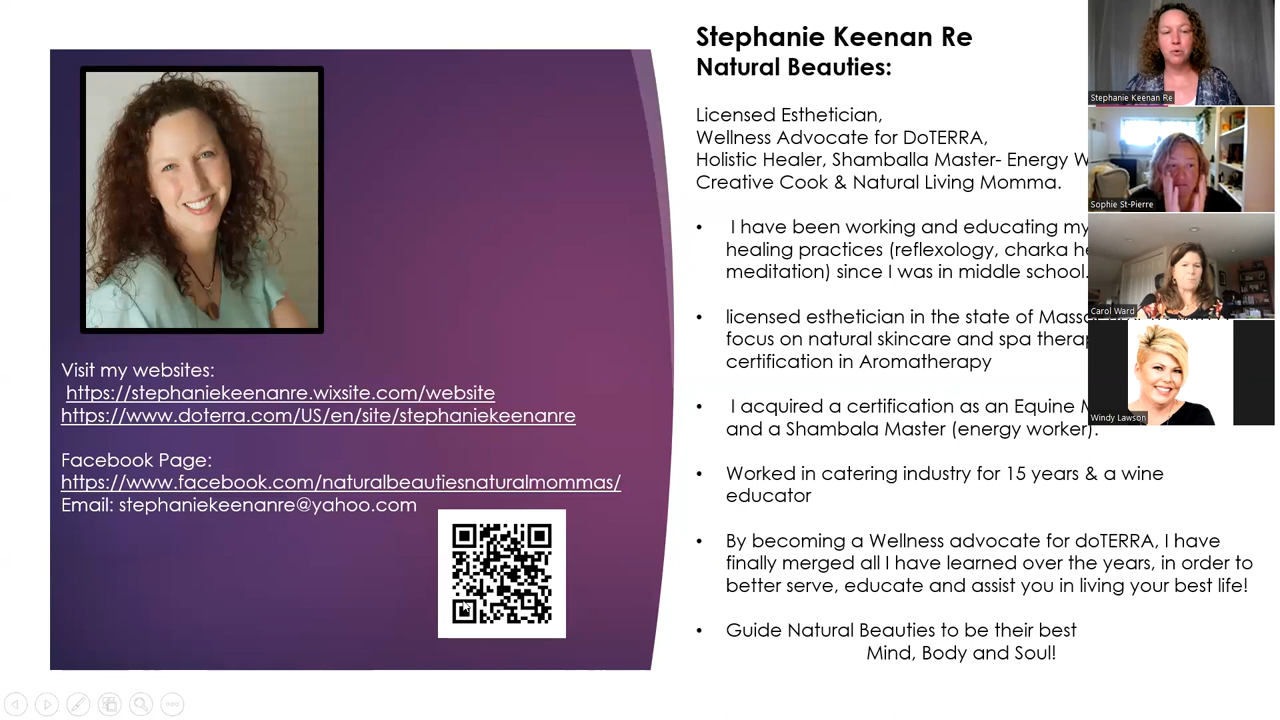 Stephanie Keenan Re
Natural Beauties:
Licensed Esthetician,
Wellness Advocate for DoTERRA,
Holistic Healer, Shamballa Master- Energy W
Creative Cook & Natural Living Momma.
• I have been working and educating my
healing practices (reflexology, charka he
meditation) since I was in middle school.
• licensed esthetician in the state of Massa
focus on natural skincare and spa therap
certification in Aromatherapy
• I acquired a certification as an Equine M
and a Shambala Master (energy worker).
• Worked in catering industry for 15 years & a wine
educator
• By becoming a Wellness advocate for doTERRA, I have
finally merged all I have learned over the years, in order to
better serve, educate and assist you in living your best life!
• Guide Natural Beauties to be their best
Mind, Body and Soul!
Visit my websites:
https://stephaniekeenanre.wixsite.com/website
https://www.doterra.com/US/en/site/stephaniekeenanre
Facebook Page:
https://www.facebook.com/naturalbeautiesnaturalmommas/
Email: stephaniekeenanre@yahoo.com
Stephanie Keenan Re
Sophie St-Pierre
Carol Ward
Windy Lawson